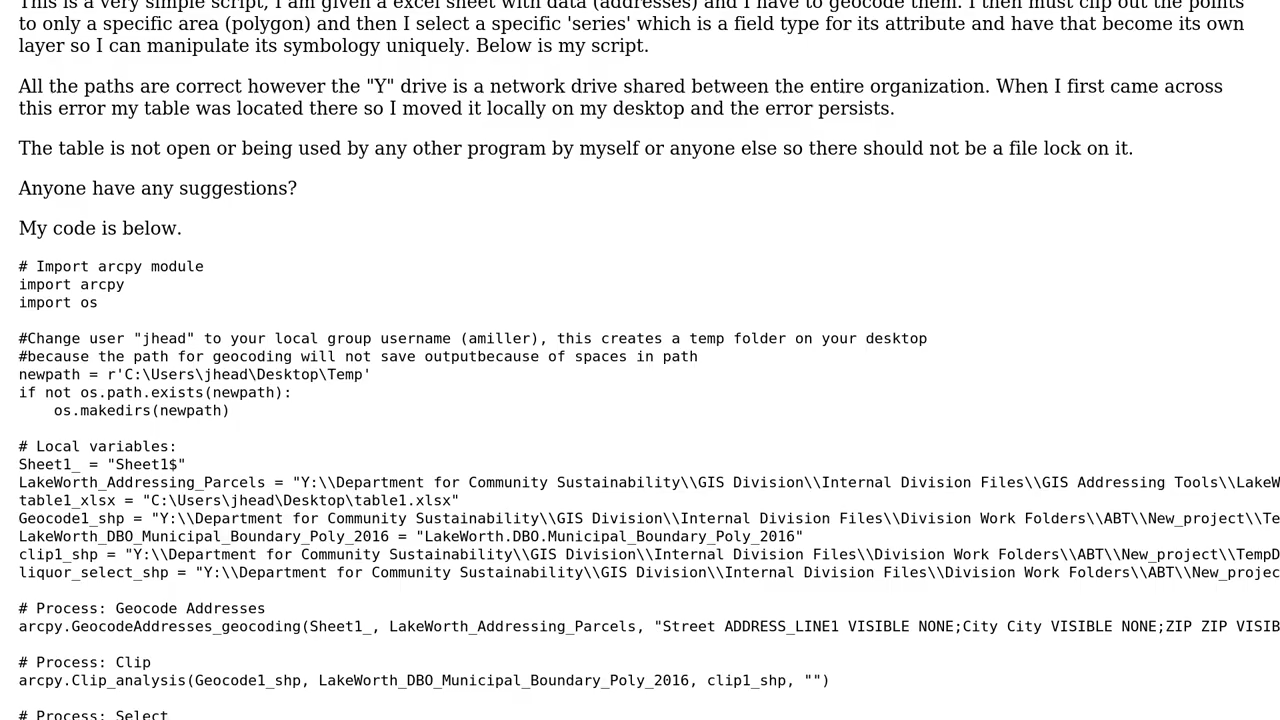 This is a very simple script, I am given a excel sheet with data (addresses) and I have to geocode them. I then must clip out the points
to only a specific area (polygon) and then I select a specific 'series' which is a field type for its attribute and have that become its own
layer so I can manipulate its symbology uniquely. Below is my script.
All the paths are correct however the "Y" drive is a network drive shared between the entire organization. When I first came across
this error my table was located there so I moved it locally on my desktop and the error persists.
The table is not open or being used by any other program by myself or anyone else so there should not be a file lock on it.
Anyone have any suggestions?
My code is below.
# Import arcpy module
import arcpy
import os
#Change user "jhead" to your local group username (amiller), this creates a temp folder on your desktop
#because the path for geocoding will not save outputbecause of spaces in path
newpath = r'C:\Users\jhead\Desktop\Temp'
if not os.path.exists(newpath):
    os.makedirs(newpath)
# Local variables:
Sheet1_ = "Sheet1$"
LakeWorth_Addressing_Parcels = "Y:\\Department for Community Sustainability\\GIS Division\\Internal Division Files\\GIS Addressing Tools\\LakeW
table1_xlsx = "C:\Users\jhead\Desktop\table1.xlsx"
Geocode1_shp = "Y:\\Department for Community Sustainability\\GIS Division\\Internal Division Files\\Division Work Folders\\ABT\\New_project\\Te
LakeWorth_DBO_Municipal_Boundary_Poly_2016 = "LakeWorth.DBO.Municipal_Boundary_Poly_2016"
clip1_shp = "Y:\\Department for Community Sustainability\\GIS Division\\Internal Division Files\\Division Work Folders\\ABT\\New_project\\TempD
liquor_select_shp = "Y:\\Department for Community Sustainability\\GIS Division\\Internal Division Files\\Division Work Folders\\ABT\\New_projec
# Process: Geocode Addresses
arcpy.GeocodeAddresses_geocoding(Sheet1_, LakeWorth_Addressing_Parcels, "Street ADDRESS_LINE1 VISIBLE NONE;City City VISIBLE NONE;ZIP ZIP VISIB
# Process: Clip
arcpy.Clip_analysis(Geocode1_shp, LakeWorth_DBO_Municipal_Boundary_Poly_2016, clip1_shp, "")
# Process: Select